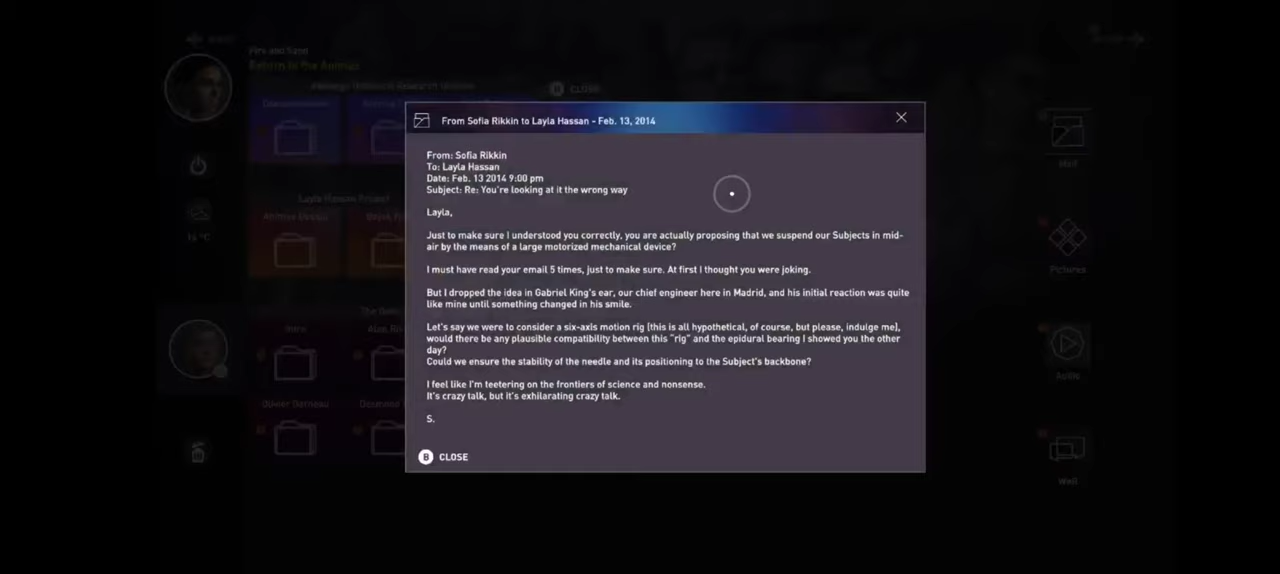 Return to the Animus
CLOSE
From Sofia Rikkin to Layla Hassan - Feb. 13, 2014
From: Sofia Rikkin
To: Layla Hassan
Date: Feb. 13 2014 9:00 pm
Subject: Re: You're looking at it the wrong way
Layla,
Just to make sure I understood you correctly, you are actually proposing that we suspend our Subjects in mid-
air by the means of a large motorized mechanical device?
I must have read your email 5 times, just to make sure. At first I thought you were joking.
But I dropped the idea in Gabriel King's ear, our chief engineer here in Madrid, and his initial reaction was quite
like mine until something changed in his smile.
Let's say we were to consider a six-axis motion rig (this is all hypothetical, of course, but please, indulge me),
would there be any plausible compatibility between this "rig" and the epidural bearing I showed you the other
day?
Could we ensure the stability of the needle and its positioning to the Subject's backbone?
I feel like I'm teetering on the frontiers of science and nonsense.
It's crazy talk, but it's exhilarating crazy talk.
S.
B CLOSE
Mail
Pictures
Audio
Wall